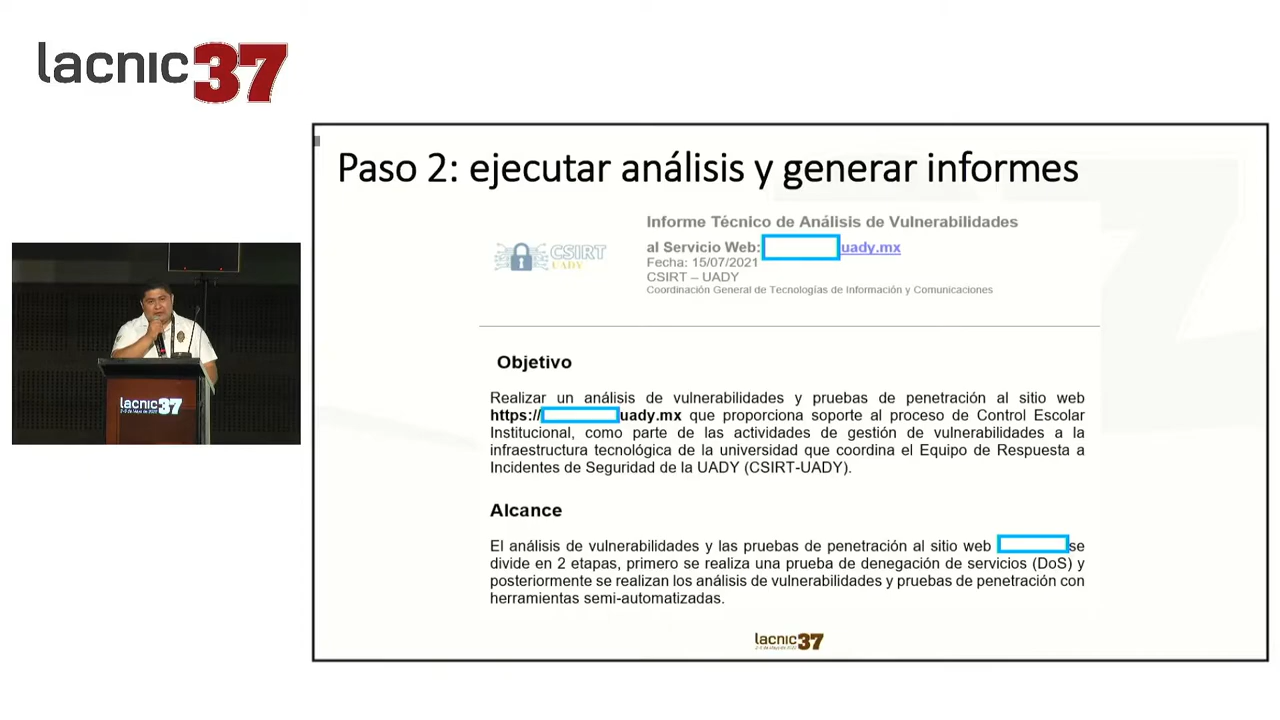 lacnic 37
Paso 2: ejecutar análisis y generar informes
Informe Técnico de Análisis de Vulnerabilidades
al Servicio Web: uady.mx
Fecha: 15/07/2021
CSIRT – UADY
Coordinación General de Tecnologías de Información y Comunicaciones
CSIRT
UADY
Objetivo
Realizar un análisis de vulnerabilidades y pruebas de penetración al sitio web
https:// uady.mx que proporciona soporte al proceso de Control Escolar
Institucional, como parte de las actividades de gestión de vulnerabilidades a la
infraestructura tecnológica de la universidad que coordina el Equipo de Respuesta a
Incidentes de Seguridad de la UADY (CSIRT-UADY).
Alcance
El análisis de vulnerabilidades y las pruebas de penetración al sitio web se
divide en 2 etapas, primero se realiza una prueba de denegación de servicios (DoS) y
posteriormente se realizan los análisis de vulnerabilidades y pruebas de penetración con
herramientas semi-automatizadas.
lacnic 37
lacnic 37